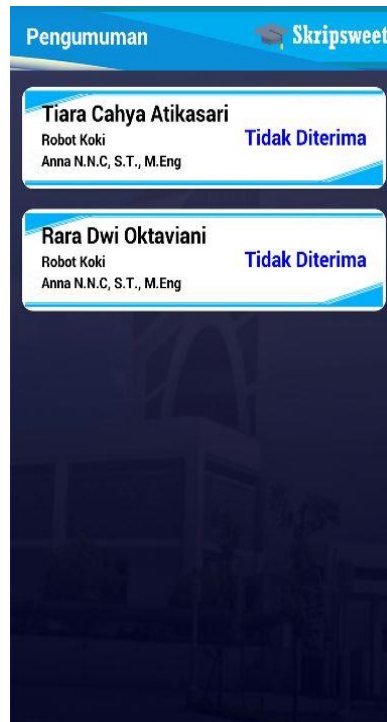 Pengumuman
Skripsweet
Tiara Cahya Atikasari
Robot Koki
Tidak Diterima
Anna N.N.C, S.T., M.Eng
Rara Dwi Oktaviani
Robot Koki
Tidak Diterima
Anna N.N.C, S.T., M.Eng